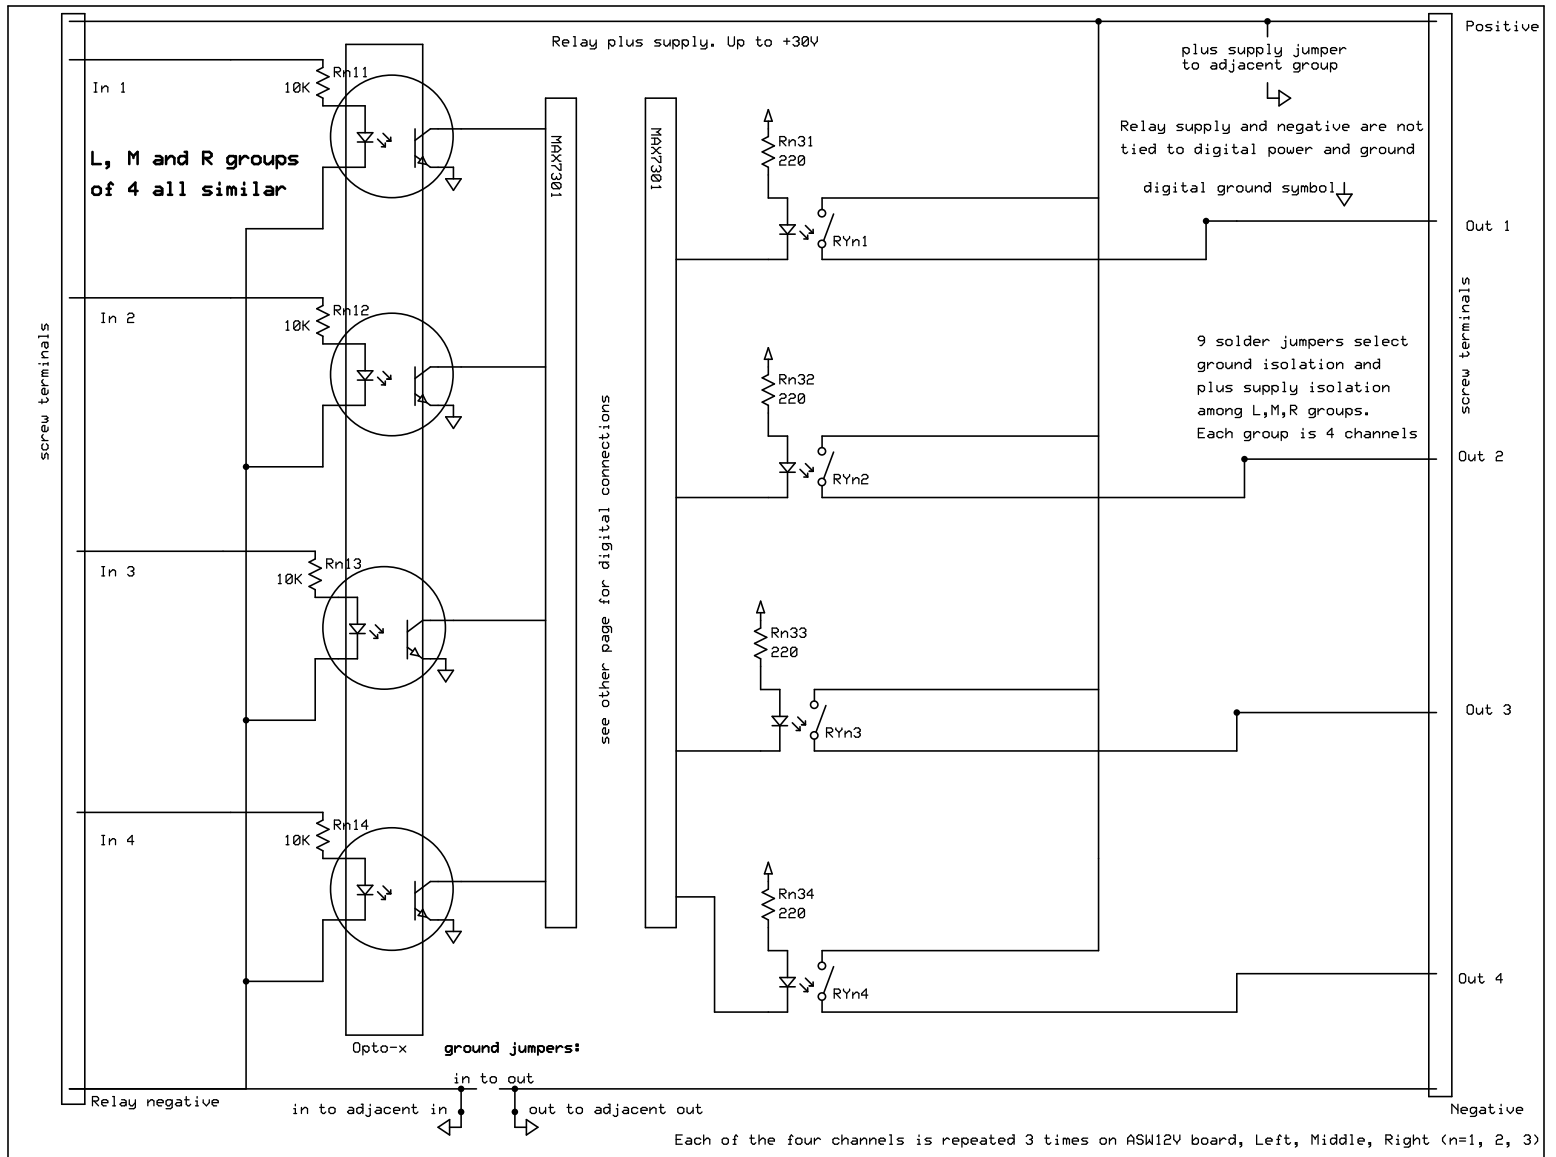 Positive
Relay plus supply. Up to +30V
plus supply jumper
to adjacent group
Rn11
10K
In 1
Relay supply and negative are not
tied to digital power and ground
L, M and R groups
of 4 all similar
MAX7301
MAX7301
Rn31
220
digital ground symbol
RYn1
Out 1
In 2
Rn12
10K
screw terminals
screw terminals
9 solder jumpers select
ground isolation and
plus supply isolation
among L,M,R groups.
Each group is 4 channels
Rn32
220
RYn2
Out 2
see other page for digital connections
In 3
Rn13
10K
Rn33
220
RYn3
Out 3
In 4
Rn14
10K
Rn34
220
RYn4
Out 4
Opto-x
ground jumpers:
in to out
Relay negative
in to adjacent in
out to adjacent out
Negative
Each of the four channels is repeated 3 times on ASW12V board, Left, Middle, Right (n=1, 2, 3)